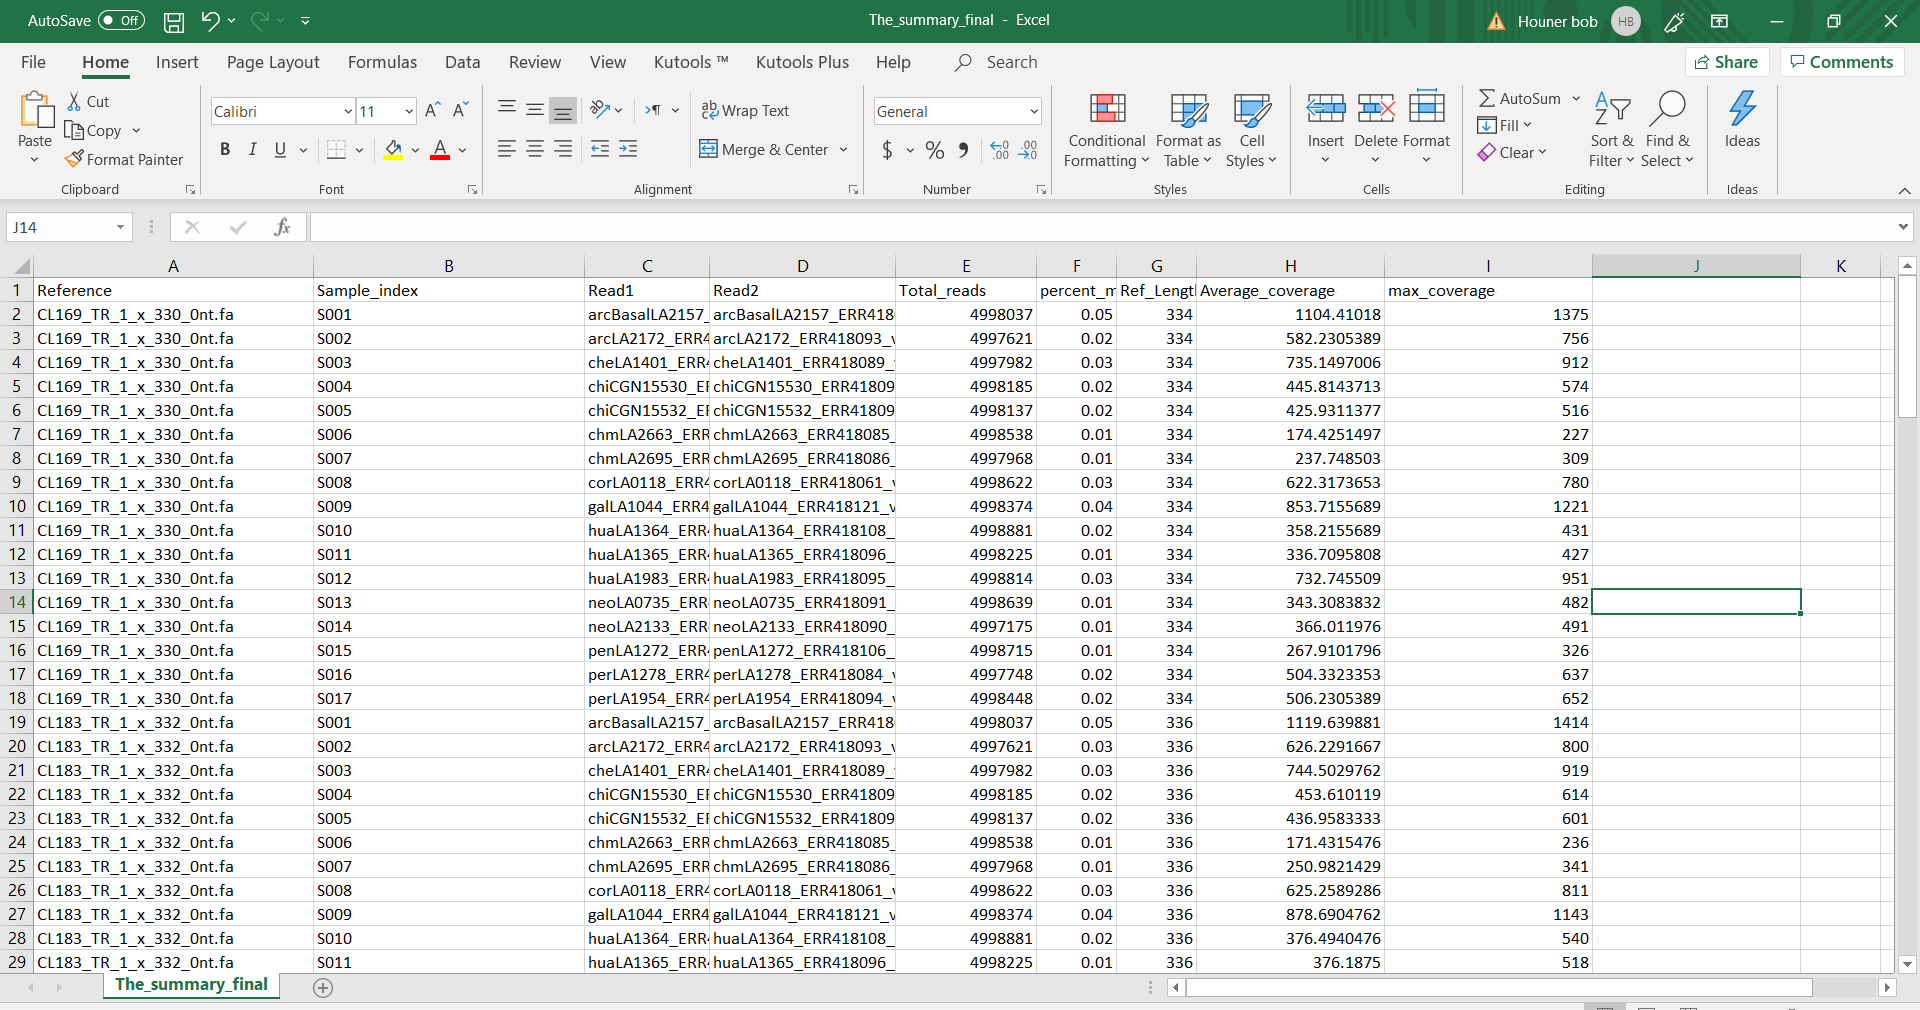 AutoSave Off The_summary_final - Excel Houner bob HB
File Home Insert Page Layout Formulas Data Review View Kutools ™ Kutools Plus Help Search Share Comments
Paste Cut Copy Format Painter Clipboard
Calibri 11 A A B I U A Font
ab Wrap Text Merge & Center Alignment
General $ % , .00 .00 Number
Conditional Formatting Format as Table Cell Styles Styles
Insert Delete Format Cells
AutoSum Fill Clear Sort & Filter Find & Select Editing
Ideas Ideas
J14 fx
A B C D E F G H I J K
1 Reference Sample_index Read1 Read2 Total_reads percent_m Ref_Lengt Average_coverage max_coverage
2 CL169_TR_1_x_330_0nt.fa S001 arcBasalLA2157_ arcBasalLA2157_ERR418 4998037 0.05 334 1104.41018 1375
3 CL169_TR_1_x_330_0nt.fa S002 arcLA2172_ERR4 arcLA2172_ERR418093_v 4997621 0.02 334 582.2305389 756
4 CL169_TR_1_x_330_0nt.fa S003 cheLA1401_ERR4 cheLA1401_ERR418089_ 4997982 0.03 334 735.1497006 912
5 CL169_TR_1_x_330_0nt.fa S004 chiCGN15530_ER chiCGN15530_ERR41809 4998185 0.02 334 445.8143713 574
6 CL169_TR_1_x_330_0nt.fa S005 chiCGN15532_ER chiCGN15532_ERR41809 4998137 0.02 334 425.9311377 516
7 CL169_TR_1_x_330_0nt.fa S006 chmLA2663_ERR chmLA2663_ERR418085_ 4998538 0.01 334 174.4251497 227
8 CL169_TR_1_x_330_0nt.fa S007 chmLA2695_ERR chmLA2695_ERR418086_ 4997968 0.01 334 237.748503 309
9 CL169_TR_1_x_330_0nt.fa S008 corLA0118_ERR4 corLA0118_ERR418061_v 4998622 0.03 334 622.3173653 780
10 CL169_TR_1_x_330_0nt.fa S009 galLA1044_ERR4 galLA1044_ERR418121_v 4998374 0.04 334 853.7155689 1221
11 CL169_TR_1_x_330_0nt.fa S010 huaLA1364_ERR4 huaLA1364_ERR418108_ 4998881 0.02 334 358.2155689 431
12 CL169_TR_1_x_330_0nt.fa S011 huaLA1365_ERR4 huaLA1365_ERR418096_ 4998225 0.01 334 336.7095808 427
13 CL169_TR_1_x_330_0nt.fa S012 huaLA1983_ERR4 huaLA1983_ERR418095_ 4998814 0.03 334 732.745509 951
14 CL169_TR_1_x_330_0nt.fa S013 neoLA0735_ERR neoLA0735_ERR418091_ 4998639 0.01 334 343.3083832 482
15 CL169_TR_1_x_330_0nt.fa S014 neoLA2133_ERR neoLA2133_ERR418090_ 4997175 0.01 334 366.011976 491
16 CL169_TR_1_x_330_0nt.fa S015 penLA1272_ERR penLA1272_ERR418106_ 4998715 0.01 334 267.9101796 326
17 CL169_TR_1_x_330_0nt.fa S016 perLA1278_ERR4 perLA1278_ERR418084_v 4997748 0.02 334 504.3323353 637
18 CL169_TR_1_x_330_0nt.fa S017 perLA1954_ERR4 perLA1954_ERR418094_v 4998448 0.02 334 506.2305389 652
19 CL183_TR_1_x_332_0nt.fa S001 arcBasalLA2157_ arcBasalLA2157_ERR418 4998037 0.05 336 1119.639881 1414
20 CL183_TR_1_x_332_0nt.fa S002 arcLA2172_ERR4 arcLA2172_ERR418093_v 4997621 0.03 336 626.2291667 800
21 CL183_TR_1_x_332_0nt.fa S003 cheLA1401_ERR4 cheLA1401_ERR418089_ 4997982 0.03 336 744.5029762 919
22 CL183_TR_1_x_332_0nt.fa S004 chiCGN15530_ER chiCGN15530_ERR41809 4998185 0.02 336 453.610119 614
23 CL183_TR_1_x_332_0nt.fa S005 chiCGN15532_ER chiCGN15532_ERR41809 4998137 0.02 336 436.9583333 601
24 CL183_TR_1_x_332_0nt.fa S006 chmLA2663_ERR chmLA2663_ERR418085_ 4998538 0.01 336 171.4315476 236
25 CL183_TR_1_x_332_0nt.fa S007 chmLA2695_ERR chmLA2695_ERR418086_ 4997968 0.01 336 250.9821429 341
26 CL183_TR_1_x_332_0nt.fa S008 corLA0118_ERR4 corLA0118_ERR418061_v 4998622 0.03 336 625.2589286 811
27 CL183_TR_1_x_332_0nt.fa S009 galLA1044_ERR4 galLA1044_ERR418121_v 4998374 0.04 336 878.6904762 1143
28 CL183_TR_1_x_332_0nt.fa S010 huaLA1364_ERR4 huaLA1364_ERR418108_ 4998881 0.02 336 376.4940476 540
29 CL183_TR_1_x_332_0nt.fa S011 huaLA1365_ERR4 huaLA1365_ERR418096_ 4998225 0.01 336 376.1875 518
The_summary_final